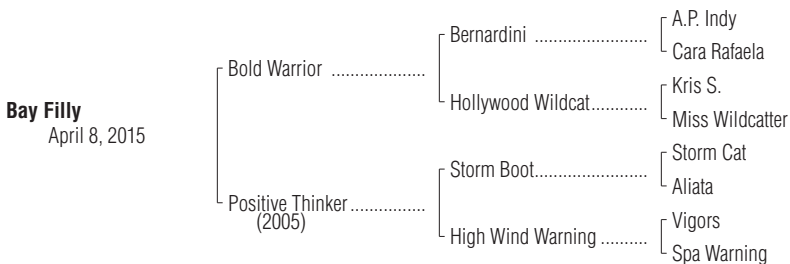 A.P. Indy
Bernardini ........................
Cara Rafaela
Bold Warrior ....................
Kris S.
Hollywood Wildcat............
Miss Wildcatter
Bay Filly
April 8, 2015
Storm Cat
Storm Boot........................
Aliata
Positive Thinker................
(2005)
Vigors
High Wind Warning ..........
Spa Warning